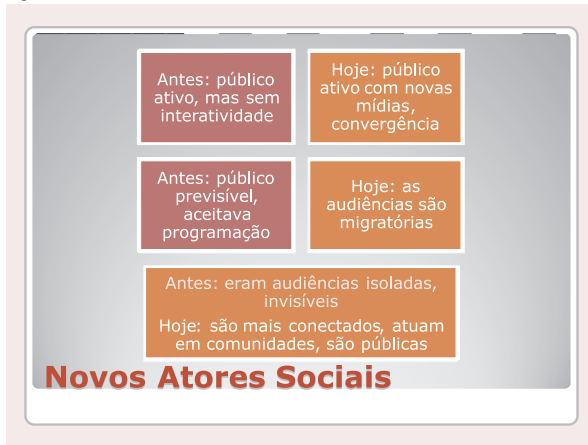 Antes: público
ativo, mas sem
interatividade
Hoje: público
ativo com novas
mídias,
convergência
Antes: público
previsível,
aceitava
programação
Hoje: as
audiências são
migratórias
Antes: eram audiências isoladas,
invisíveis
Hoje: são mais conectados, atuam
em comunidades, são públicas
Novos Atores Sociais